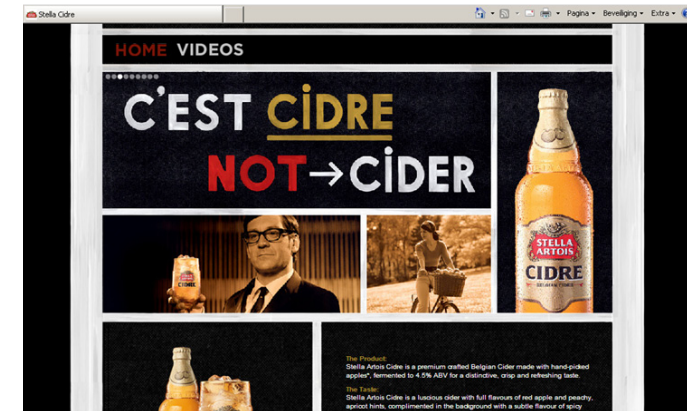 Stella Cidre
Pagina
Beveiliging
Extra
HOME VIDEOS
C'EST CIDRE
NOT→CIDER
STELLA
ARTOIS
CIDRE
CIDRE
The Product:
Stella Artois Cidre is a premium crafted Belgian Cider made with hand-picked
apples*, fermented to 4.5% ABV for a distinctive, crisp and refreshing taste.
The Taste:
Stella Artois Cidre is a luscious cider with full flavours of red apple and peachy,
apricot hints, complimented in the background with a subtle flavour of spicy